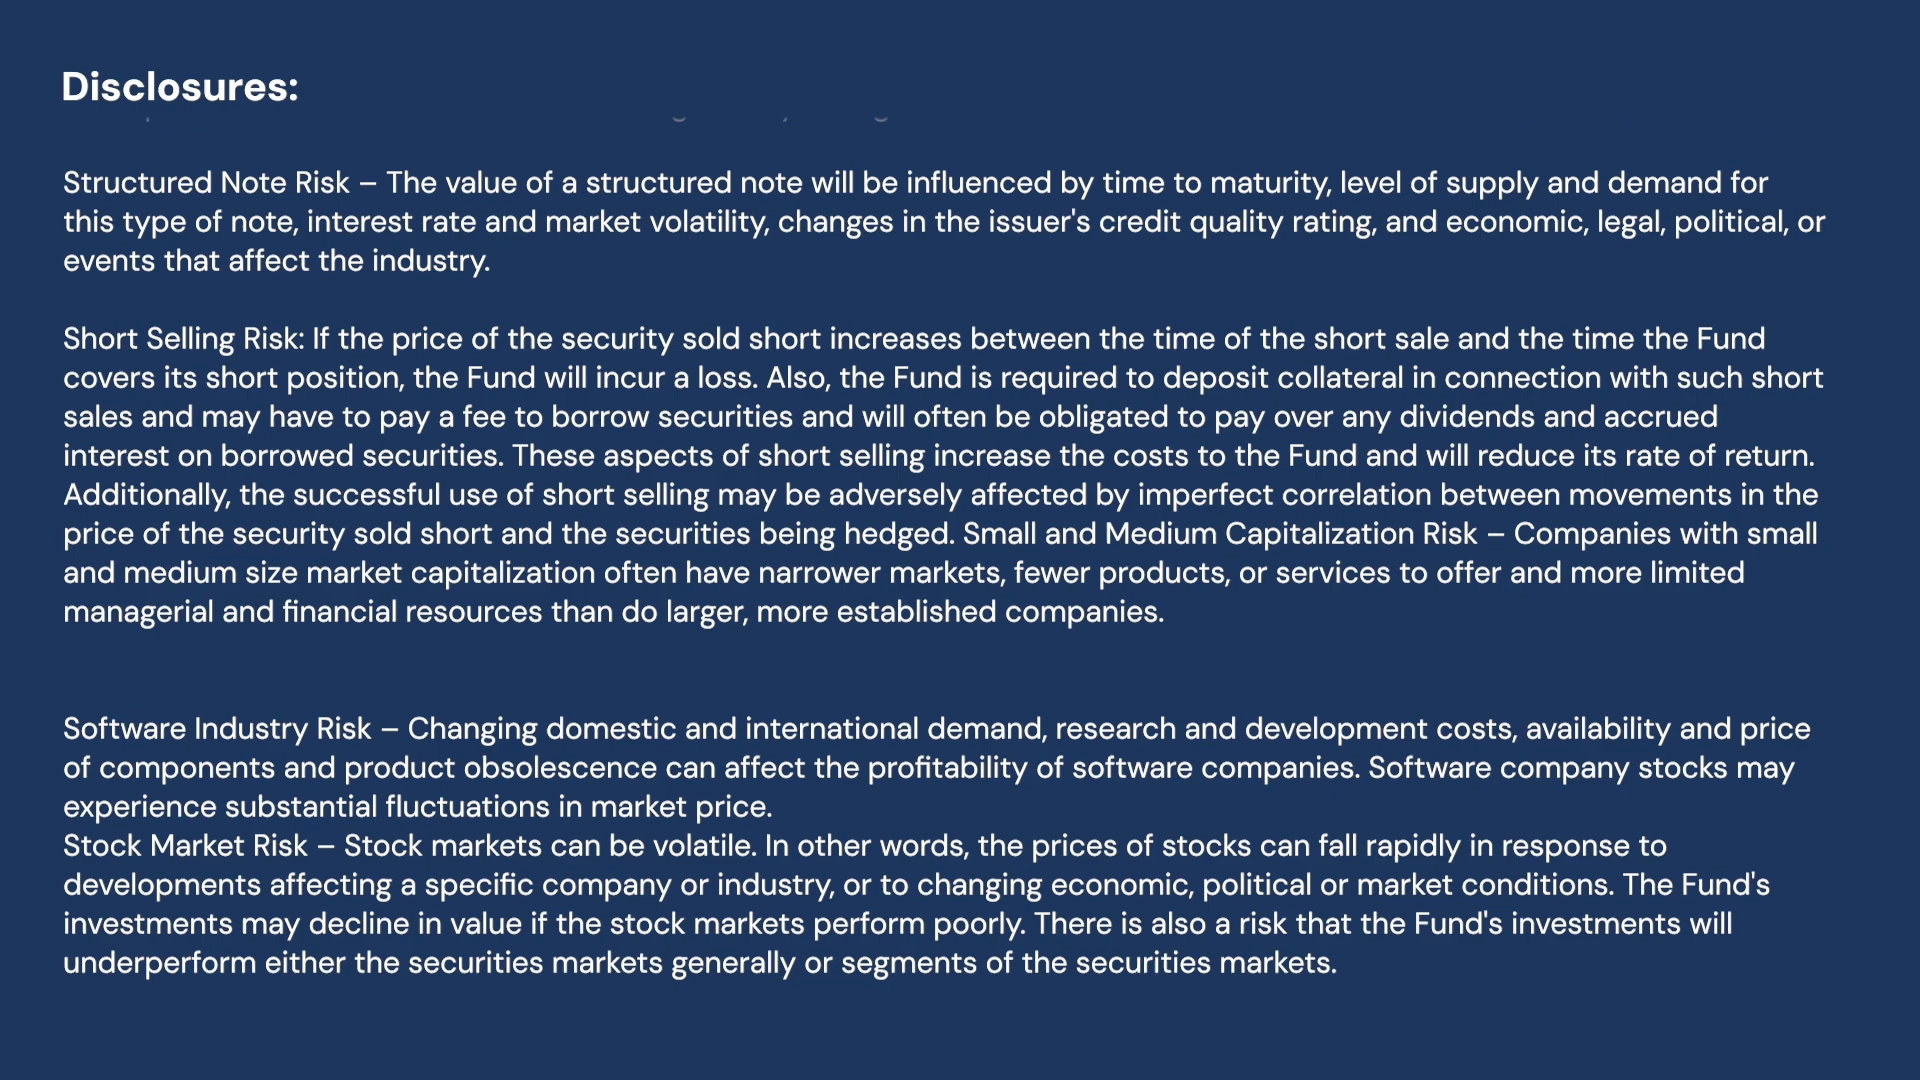 Disclosures:
Structured Note Risk – The value of a structured note will be influenced by time to maturity, level of supply and demand for
this type of note, interest rate and market volatility, changes in the issuer's credit quality rating, and economic, legal, political, or
events that affect the industry.
Short Selling Risk: If the price of the security sold short increases between the time of the short sale and the time the Fund
covers its short position, the Fund will incur a loss. Also, the Fund is required to deposit collateral in connection with such short
sales and may have to pay a fee to borrow securities and will often be obligated to pay over any dividends and accrued
interest on borrowed securities. These aspects of short selling increase the costs to the Fund and will reduce its rate of return.
Additionally, the successful use of short selling may be adversely affected by imperfect correlation between movements in the
price of the security sold short and the securities being hedged. Small and Medium Capitalization Risk – Companies with small
and medium size market capitalization often have narrower markets, fewer products, or services to offer and more limited
managerial and financial resources than do larger, more established companies.
Software Industry Risk – Changing domestic and international demand, research and development costs, availability and price
of components and product obsolescence can affect the profitability of software companies. Software company stocks may
experience substantial fluctuations in market price.
Stock Market Risk – Stock markets can be volatile. In other words, the prices of stocks can fall rapidly in response to
developments affecting a specific company or industry, or to changing economic, political or market conditions. The Fund's
investments may decline in value if the stock markets perform poorly. There is also a risk that the Fund's investments will
underperform either the securities markets generally or segments of the securities markets.